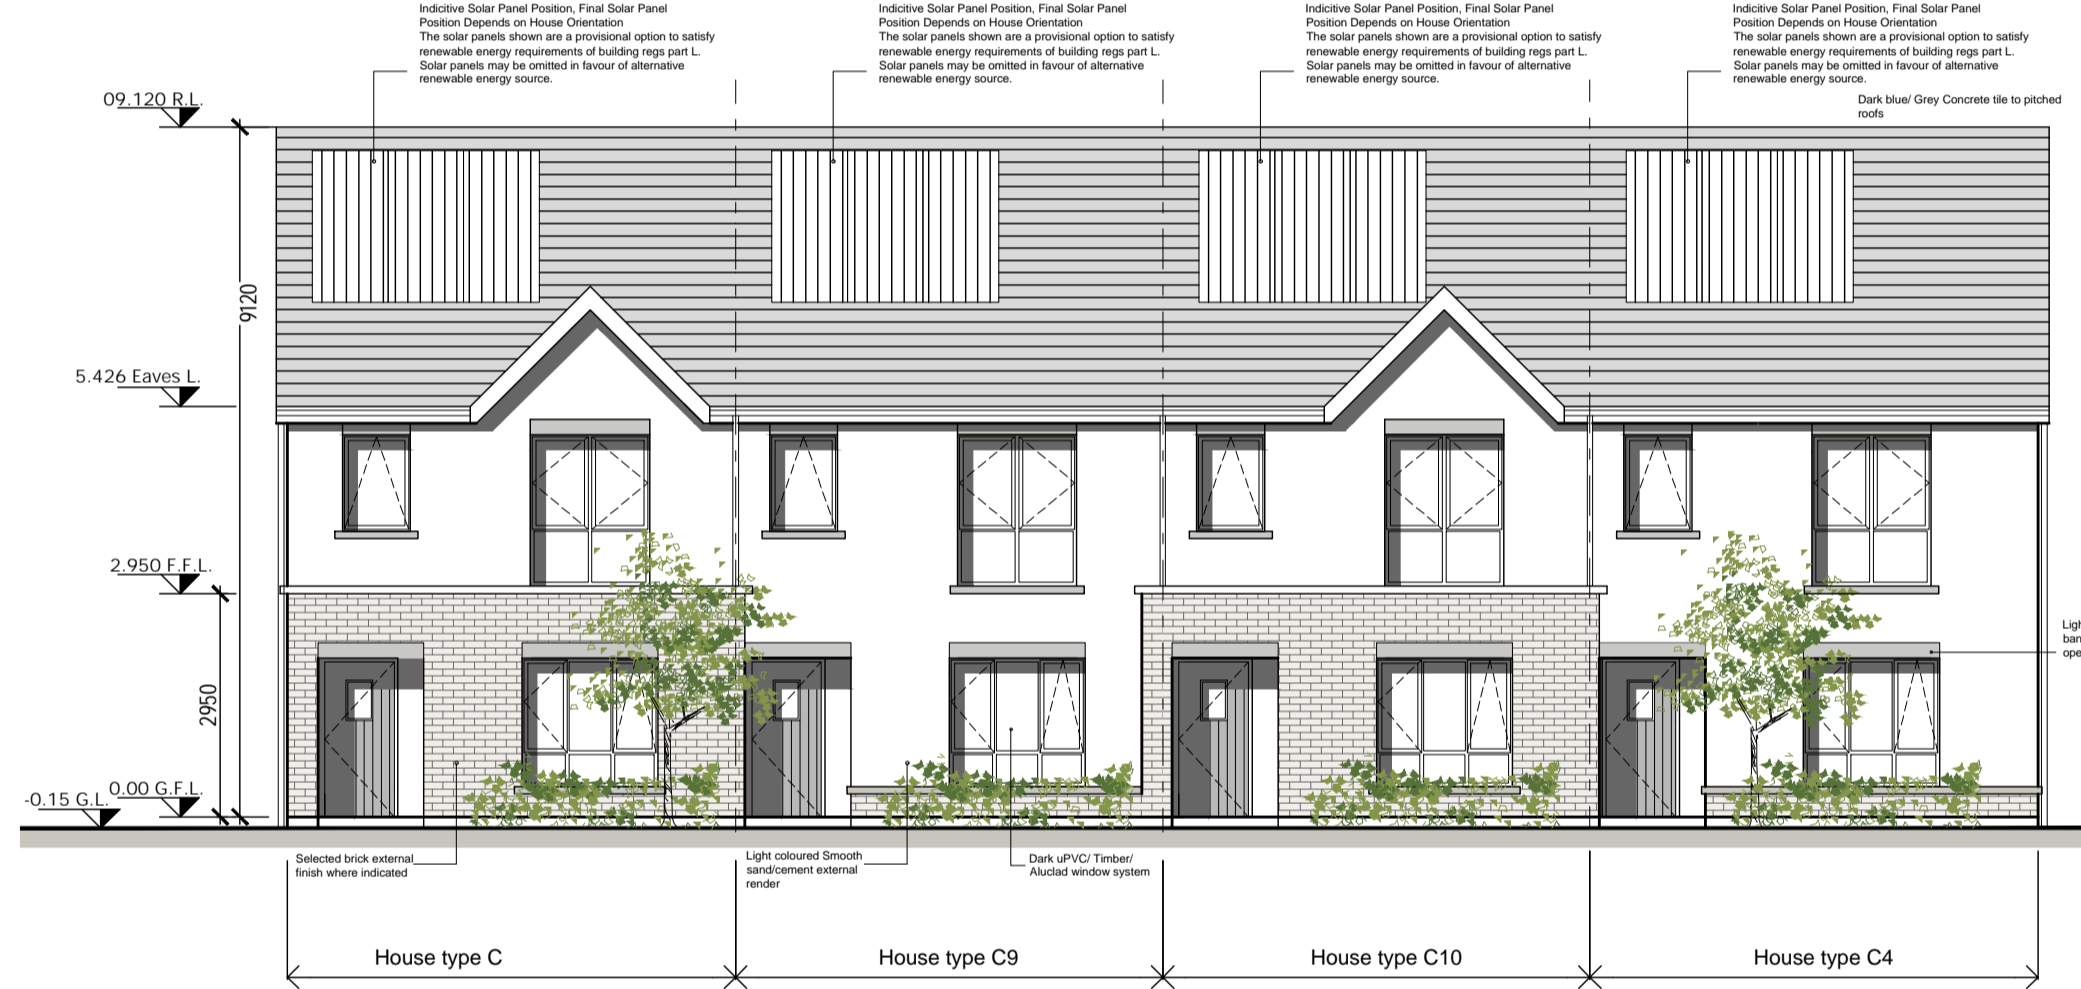 Indicitive Solar Panel Position, Final Solar Panel
Position Depends on House Orientation
The solar panels shown are a provisional option to satisfy
renewable energy requirements of building regs part L.
Solar panels may be omitted in favour of alternative
renewable energy source.
Indicitive Solar Panel Position, Final Solar Panel
Position Depends on House Orientation
The solar panels shown are a provisional option to satisfy
renewable energy requirements of building regs part L.
Solar panels may be omitted in favour of alternative
renewable energy source.
Indicitive Solar Panel Position, Final Solar Panel
Position Depends on House Orientation
The solar panels shown are a provisional option to satisfy
renewable energy requirements of building regs part L.
Solar panels may be omitted in favour of alternative
renewable energy source.
Indicitive Solar Panel Position, Final Solar Panel
Position Depends on House Orientation
The solar panels shown are a provisional option to satisfy
renewable energy requirements of building regs part L.
Solar panels may be omitted in favour of alternative
renewable energy source.
Dark blue/ Grey Concrete tile to pitched
roofs
09.120 R.L.
9120
5.426 Eaves L.
2.950 F.F.L.
2950
0.00 G.F.L.
-0.15 G.L.
Ligh
ban
ope
Selected brick external
finish where indicated
Light coloured Smooth
sand/cement external
render
Dark uPVC/ Timber/
Aluclad window system
House type C
House type C9
House type C10
House type C4